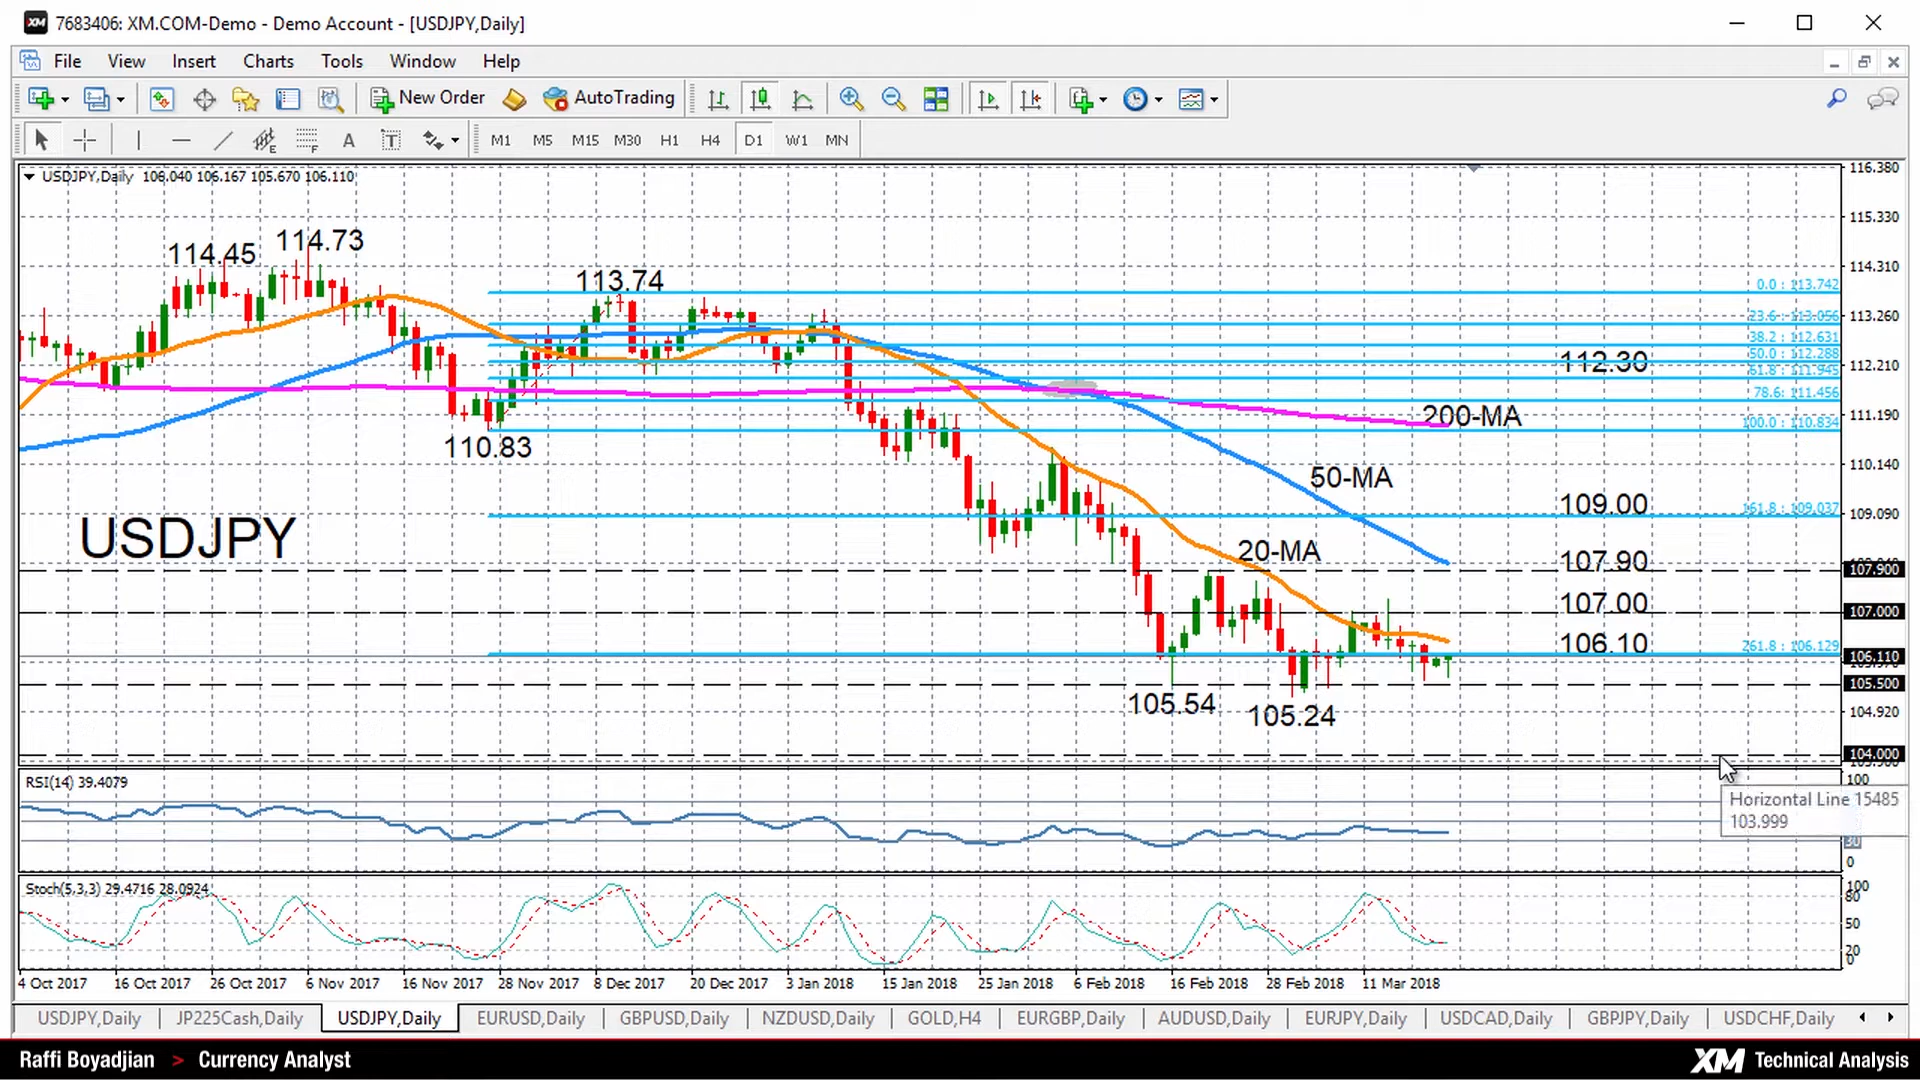 7683406: XM.COM-Demo - Demo Account - [USDJPY,Daily]
File View Insert Charts Tools Window Help
New Order AutoTrading
M1 M5 M15 M30 H1 H4 D1 W1 MN
USDJPY,Daily 106.040 106.167 105.670 106.110
116.380
115.330
114.310
113.260
112.210
111.190
110.140
109.090
107.900
107.000
106.110
105.500
104.920
104.000
114.45
114.73
113.74
110.83
USDJPY
0.0 : 113.742
23.6 : 113.056
38.2 : 112.631
50.0 : 112.288
61.8 : 111.945
78.6 : 111.456
100.0 : 110.834
161.8 : 109.037
261.8 : 106.129
112.30
200-MA
50-MA
109.00
20-MA
107.90
107.00
106.10
105.54
105.24
RSI(14) 39.4079
100
30
0
Horizontal Line 15485
103.999
Stoch(5,3,3) 29.4716 28.0924
100
80
50
20
0
4 Oct 2017 16 Oct 2017 26 Oct 2017 6 Nov 2017 16 Nov 2017 28 Nov 2017 8 Dec 2017 20 Dec 2017 3 Jan 2018 15 Jan 2018 25 Jan 2018 6 Feb 2018 16 Feb 2018 28 Feb 2018 11 Mar 2018
USDJPY,Daily JP225Cash,Daily USDJPY,Daily EURUSD,Daily GBPUSD,Daily NZDUSD,Daily GOLD,H4 EURGBP,Daily AUDUSD,Daily EURJPY,Daily USDCAD,Daily GBPJPY,Daily USDCHF,Daily
Raffi Boyadjian > Currency Analyst
XM Technical Analysis